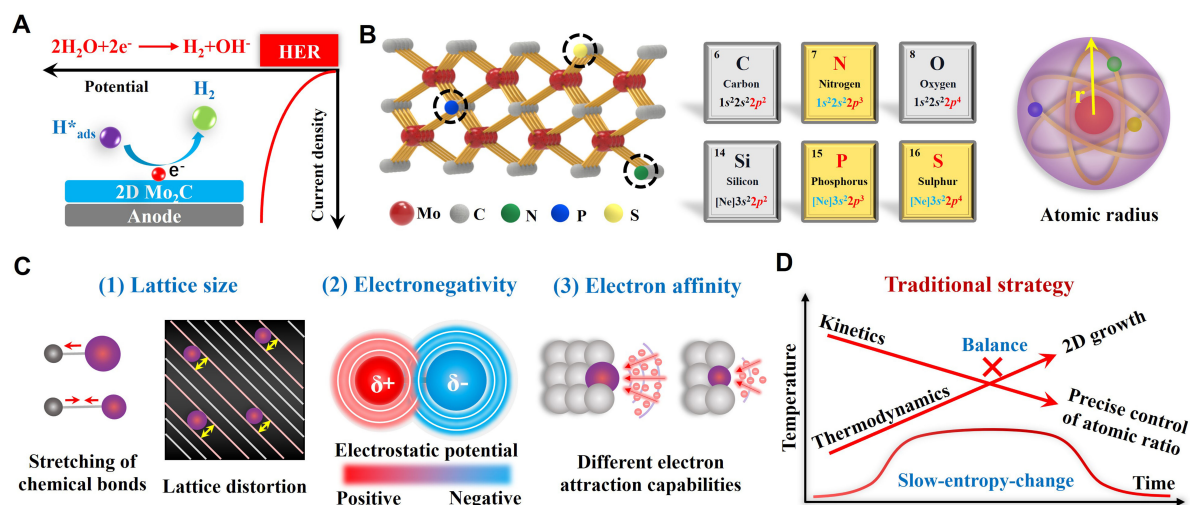 A
2H₂O+2e⁻ → H₂+OH⁻
HER
Potential
H₂
H*ads
e⁻
2D Mo₂C
Anode
Current density
B
Mo C N P S
6
C
Carbon
1s²2s²2p²
7
N
Nitrogen
1s²2s²2p³
8
O
Oxygen
1s²2s²2p⁴
14
Si
Silicon
[Ne]3s²2p²
15
P
Phosphorus
[Ne]3s²2p³
16
S
Sulphur
[Ne]3s²2p⁴
r
Atomic radius
C
(1) Lattice size
Stretching of
chemical bonds
Lattice distortion
(2) Electronegativity
δ+
δ-
Electrostatic potential
Positive
Negative
(3) Electron affinity
Different electron
attraction capabilities
D
Traditional strategy
Temperature
Kinetics
Thermodynamics
Balance
2D growth
Precise control
of atomic ratio
Slow-entropy-change
Time